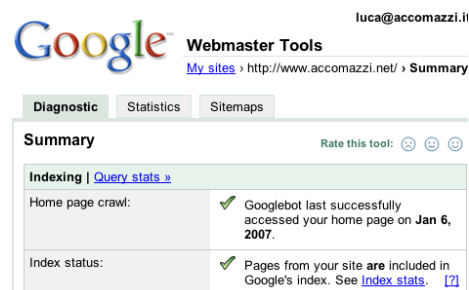 luca@accomazzi.it
Google
Webmaster Tools
My sites › http://www.accomazzi.net/ › Summary
Diagnostic Statistics Sitemaps
Summary Rate this tool:
Indexing | Query stats »
Home page crawl: Googlebot last successfully
accessed your home page on Jan 6,
2007.
Index status: Pages from your site are included in
Google's index. See Index stats. [?]